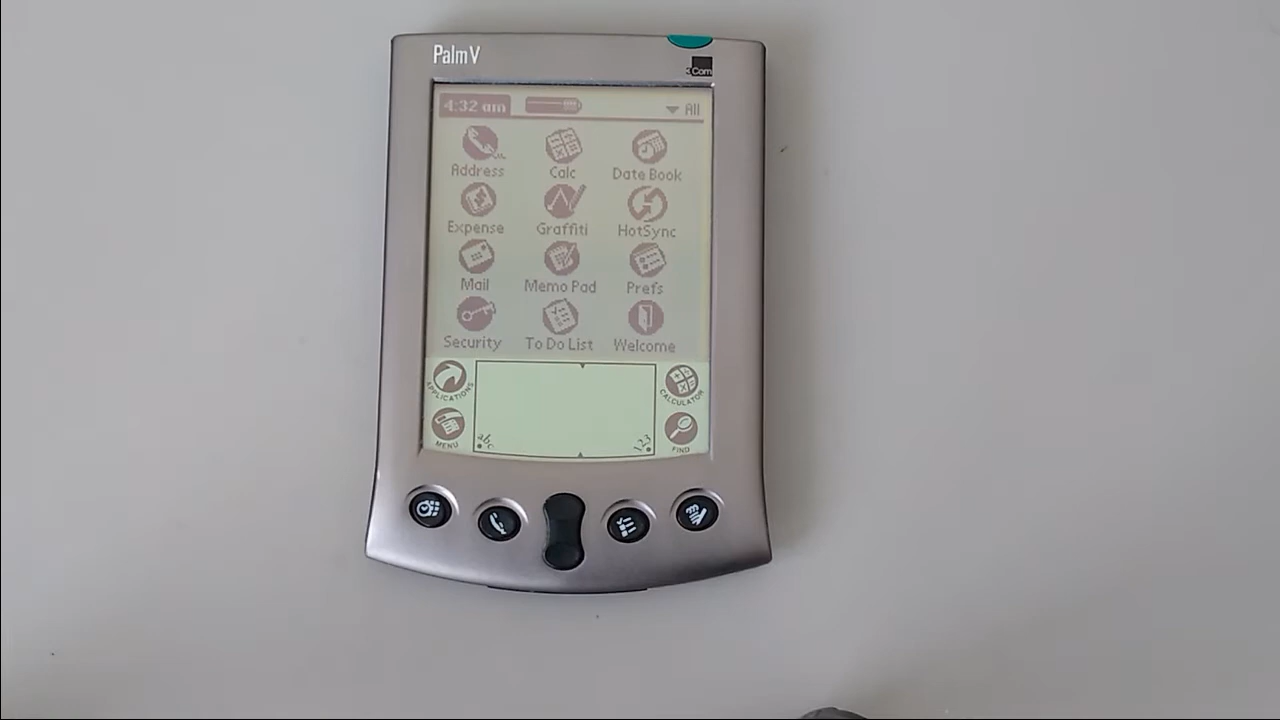 Palm V
3Com
4:32 am
All
Address Calc Date Book
Expense Graffiti HotSync
Mail Memo Pad Prefs
Security To Do List Welcome
APPLICATIONS CALCULATOR
MENU abc 123 FIND